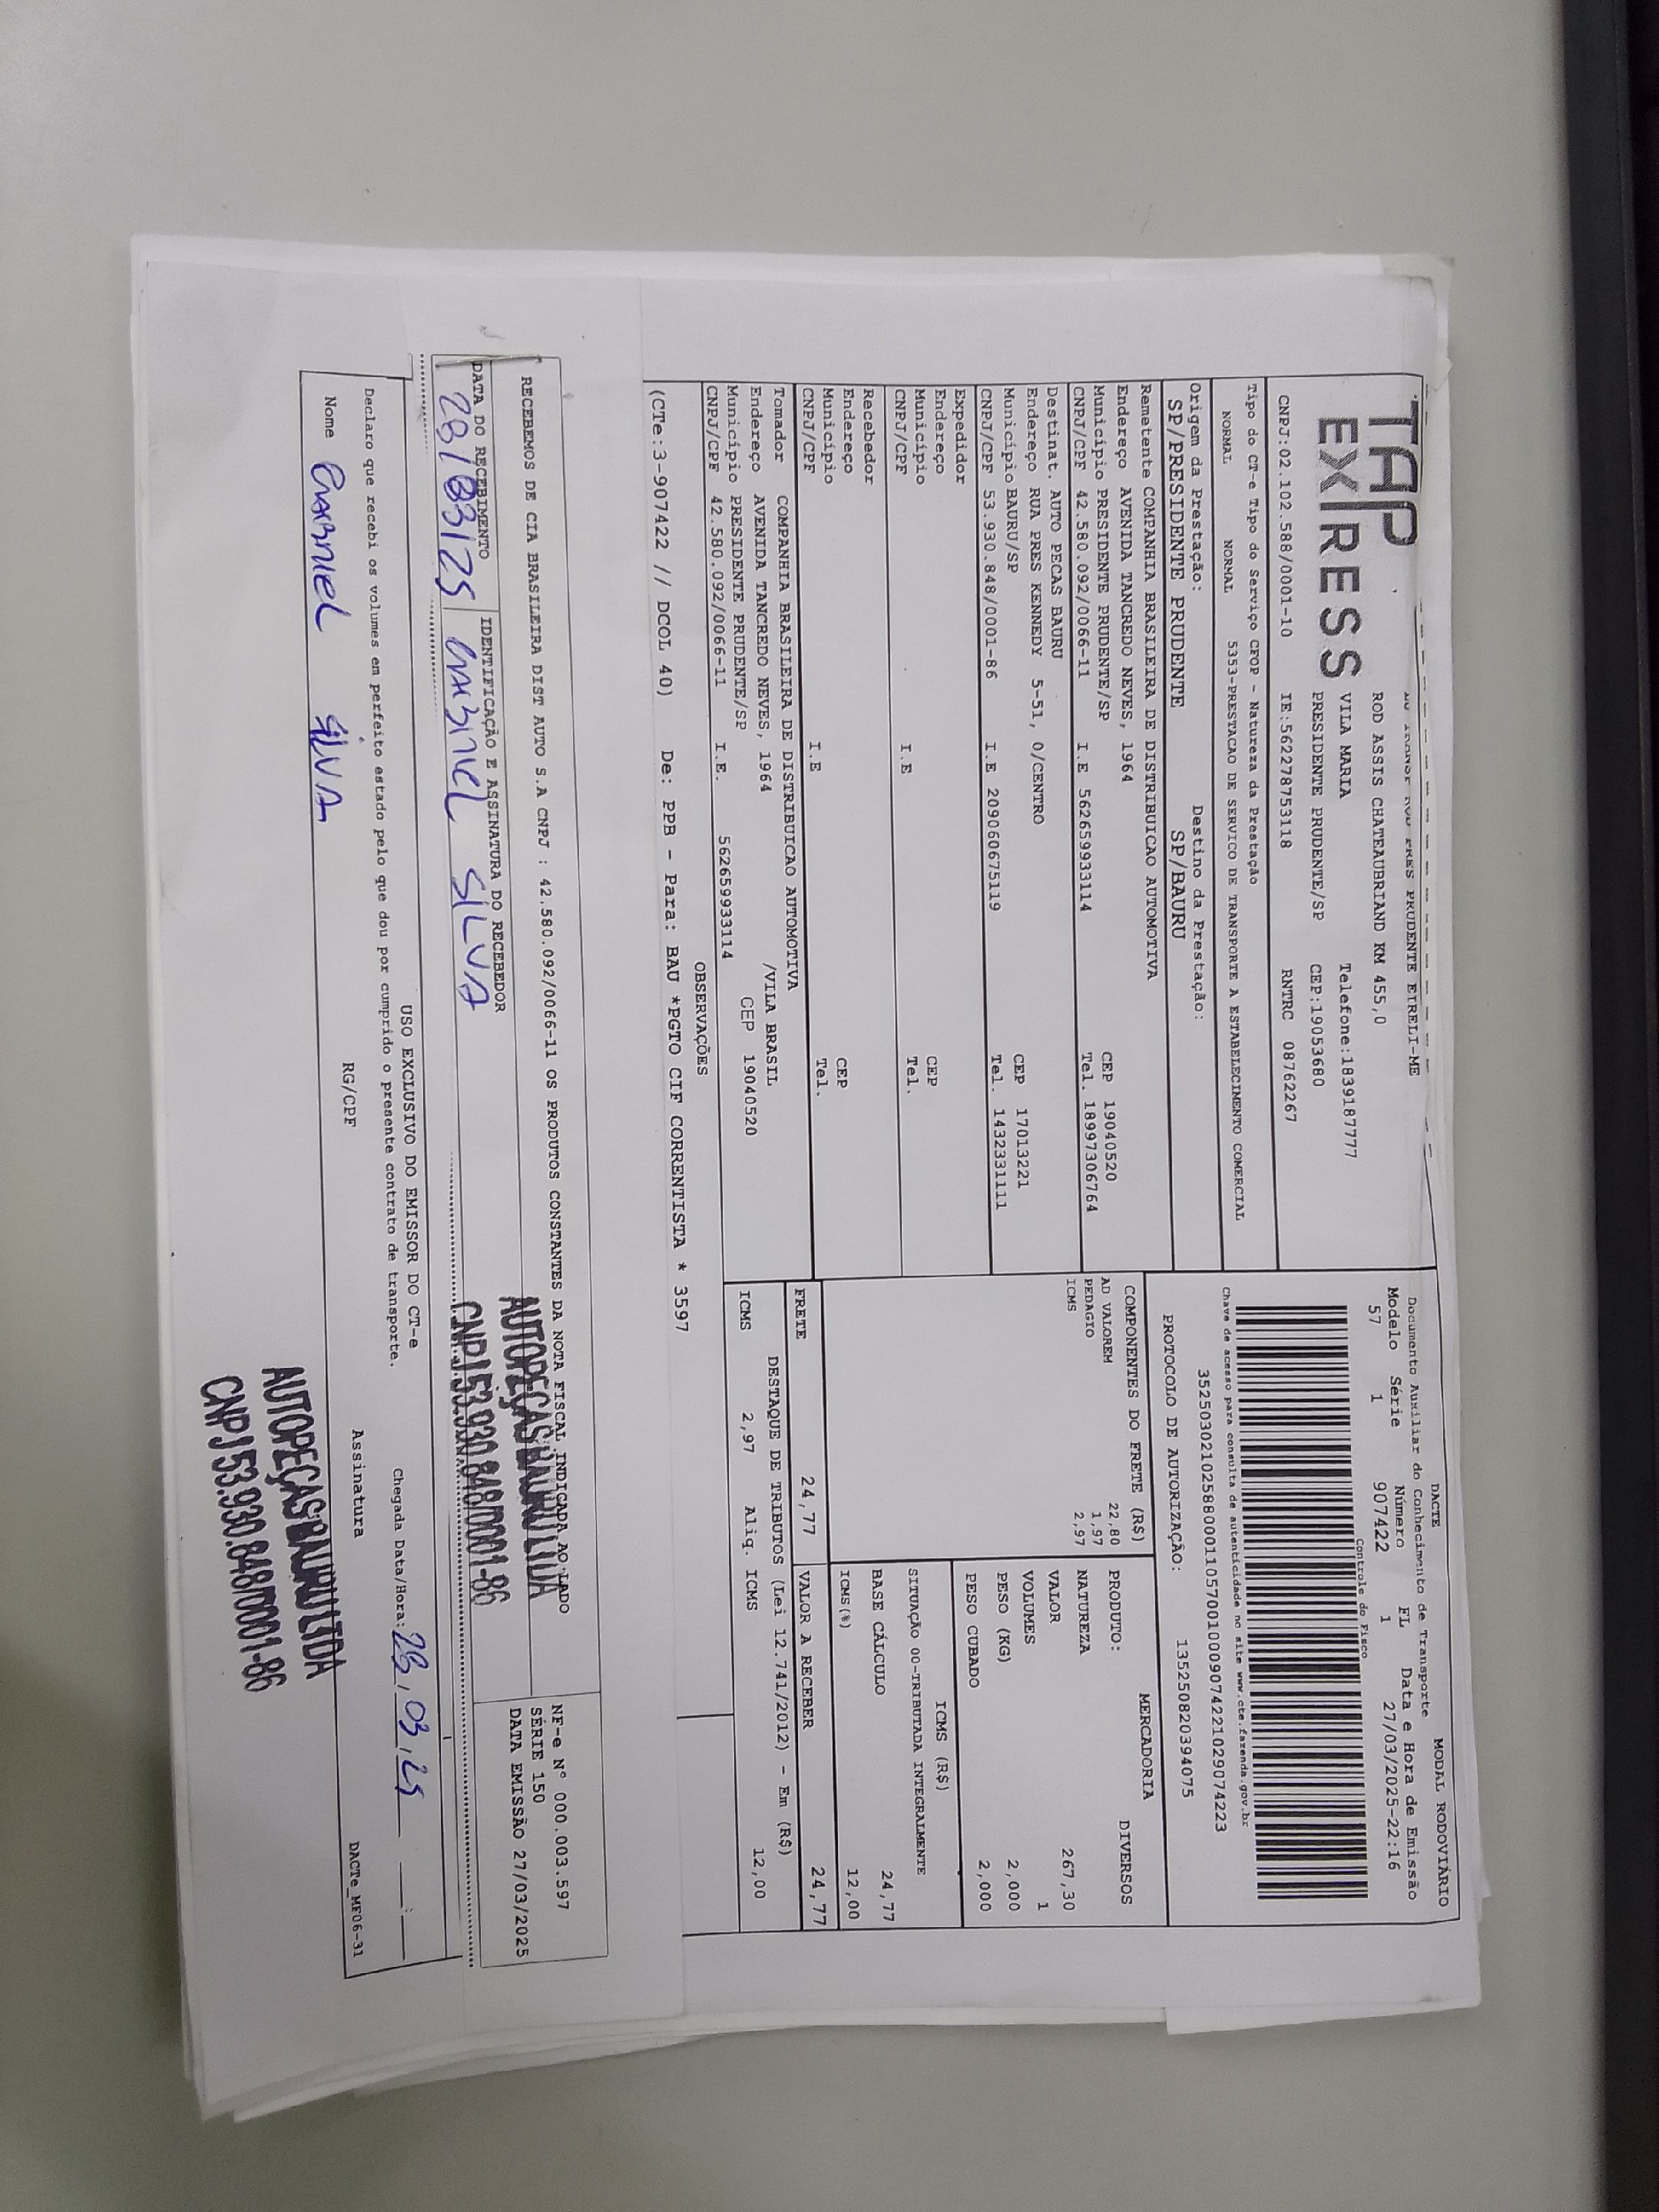 TAP
EXPRESS
PRES PRUDENTE EIRELI-ME
ROD ASSIS CHATEAUBRIAND KM 455,0
VILA MARIA Telefone:1839187777
PRESIDENTE PRUDENTE/SP CEP:19053680
CNPJ:02.102.588/0001-10 IE:562278753118 RNTRC 08762267
DACTE MODAL RODOVIÁRIO
Documento Auxiliar do Conhecimento de Transporte
Modelo Série Número FL Data e Hora de Emissão
57 1 907422 1 27/03/2025-22:16
Controle do Fisco
Chave de acesso para consulta de autenticidade no site www.cte.fazenda.gov.br
35250302102588000110570010009074221029074223
PROTOCOLO DE AUTORIZAÇÃO: 135250820394075
Tipo do CT-e Tipo do Serviço CFOP - Natureza da Prestação
NORMAL NORMAL 5353-PRESTACAO DE SERVICO DE TRANSPORTE A ESTABELECIMENTO COMERCIAL
Origem da Prestação: Destino da Prestação:
SP/PRESIDENTE PRUDENTE SP/BAURU
Remetente COMPANHIA BRASILEIRA DE DISTRIBUICAO AUTOMOTIVA
Endereço AVENIDA TANCREDO NEVES, 1964
Município PRESIDENTE PRUDENTE/SP CEP 19040520
CNPJ/CPF 42.580.092/0066-11 I.E 562659933114 Tel. 18997306764
Destinat. AUTO PECAS BAURU
Endereço RUA PRES KENNEDY 5-51, 0/CENTRO
Município BAURU/SP CEP 17013221
CNPJ/CPF 53.930.848/0001-86 I.E 209060675119 Tel. 1432331111
Expedidor
Endereço
Município CEP
CNPJ/CPF I.E Tel.
Recebedor
Endereço
Município CEP
CNPJ/CPF I.E Tel.
Tomador COMPANHIA BRASILEIRA DE DISTRIBUICAO AUTOMOTIVA
Endereço AVENIDA TANCREDO NEVES, 1964 /VILA BRASIL
Município PRESIDENTE PRUDENTE/SP CEP 19040520
CNPJ/CPF 42.580.092/0066-11 I.E. 562659933114
COMPONENTES DO FRETE (R$)
AD VALOREM 22,80
PEDAGIO 1,97
ICMS 2,97
MERCADORIA
PRODUTO: DIVERSOS
NATUREZA
VALOR 267,30
VOLUMES 1
PESO (KG) 2,000
PESO CUBADO 2,000
ICMS (R$)
SITUAÇÃO 00-TRIBUTADA INTEGRALMENTE
BASE CÁLCULO 24,77
ICMS(%) 12,00
FRETE 24,77 VALOR A RECEBER 24,77
DESTAQUE DE TRIBUTOS (Lei 12.741/2012) - Em (R$)
ICMS 2,97 Aliq. ICMS 12,00
OBSERVAÇÕES
(CTe:3-907422 // DCOL 40) De: PPB - Para: BAU *PGTO CIF CORRENTISTA * 3597
RECEBEMOS DE CIA BRASILEIRA DIST AUTO S.A CNPJ : 42.580.092/0066-11 OS PRODUTOS CONSTANTES DA NOTA FISCAL INDICADA AO LADO
NF-e Nº 000.003.597
SÉRIE 150
DATA EMISSÃO 27/03/2025
DATA DO RECEBIMENTO IDENTIFICAÇÃO E ASSINATURA DO RECEBEDOR
28/03/25 GABRIEL SILVA
AUTOPEÇAS BAURU LTDA
CNPJ 53.930.848/0001-86
USO EXCLUSIVO DO EMISSOR DO CT-e
Declaro que recebi os volumes em perfeito estado pelo que dou por cumprido o presente contrato de transporte.
Chegada Data/Hora: 28,03,25
Nome GABRIEL SILVA RG/CPF Assinatura
AUTOPEÇAS BAURU LTDA
CNPJ 53.930.848/0001-86
DACTe_MF06-31